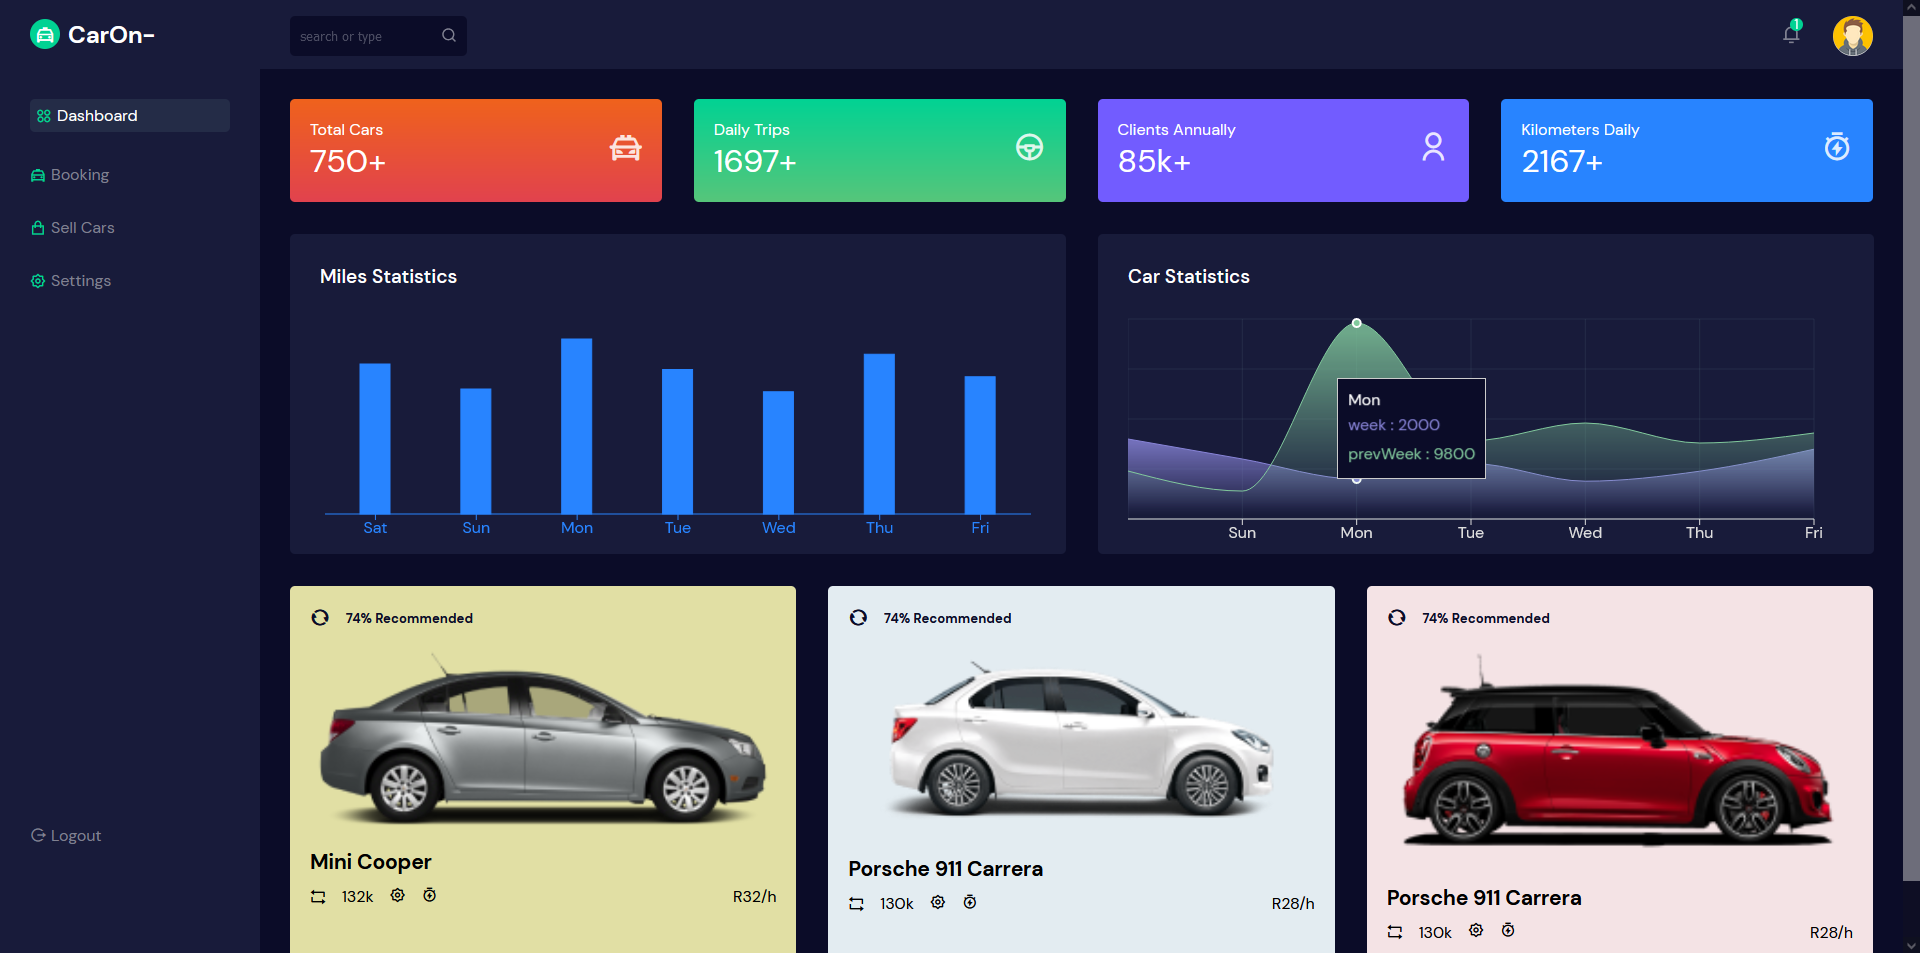 CarOn-
search or type
1
Dashboard
Booking
Sell Cars
Settings
Logout
Total Cars
750+
Daily Trips
1697+
Clients Annually
85k+
Kilometers Daily
2167+
Miles Statistics
Sat Sun Mon Tue Wed Thu Fri
Car Statistics
Mon
week : 2000
prevWeek : 9800
Sun Mon Tue Wed Thu Fri
74% Recommended
Mini Cooper
132k R32/h
74% Recommended
Porsche 911 Carrera
130k R28/h
74% Recommended
Porsche 911 Carrera
130k R28/h